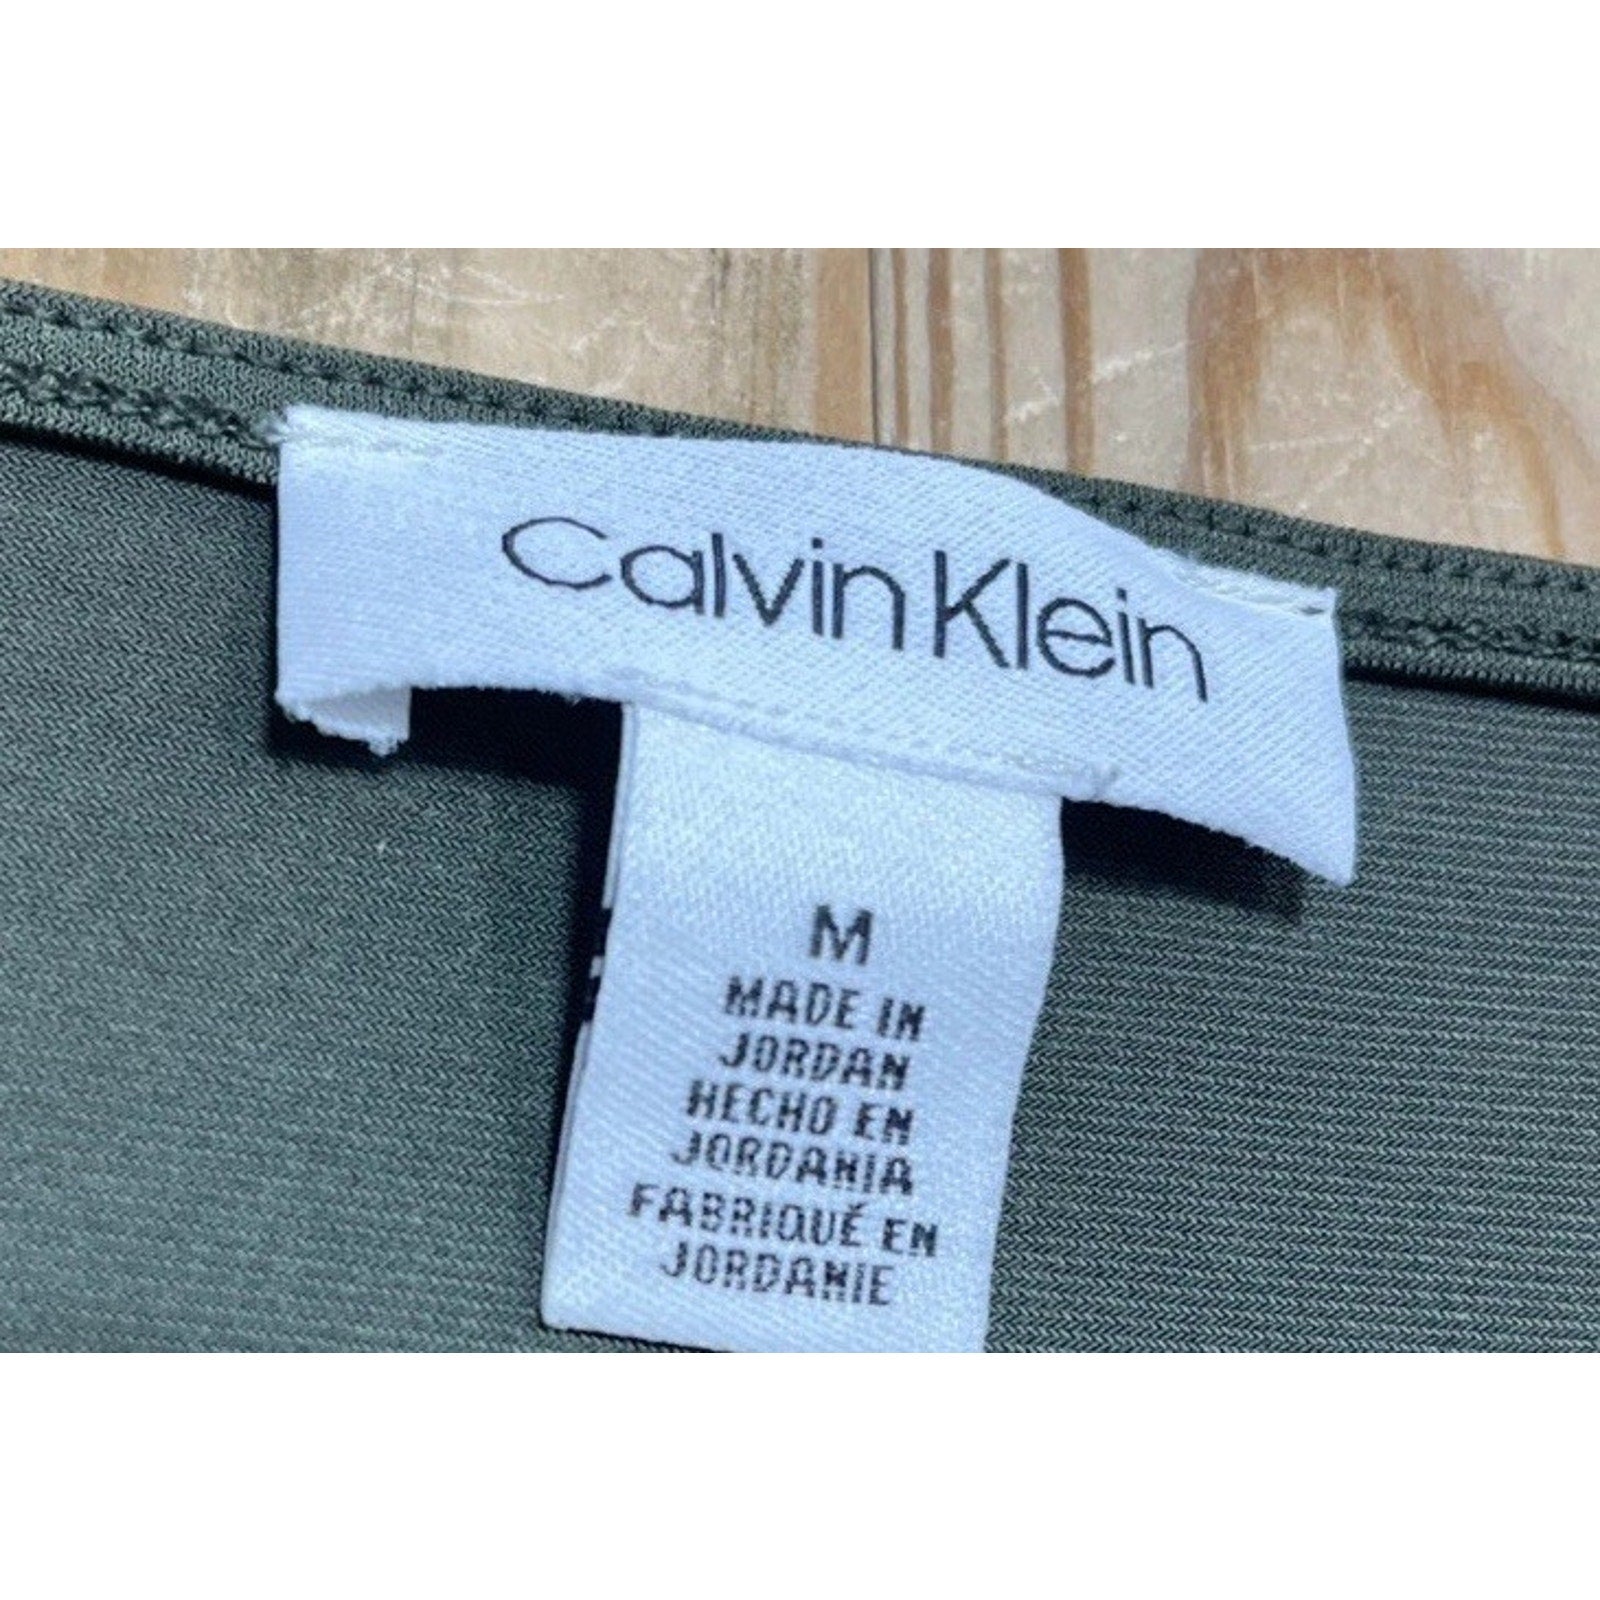 Calvin Klein
M
MADE IN
JORDAN
HECHO EN
JORDANIA
FABRIQUÉ EN
JORDANIE